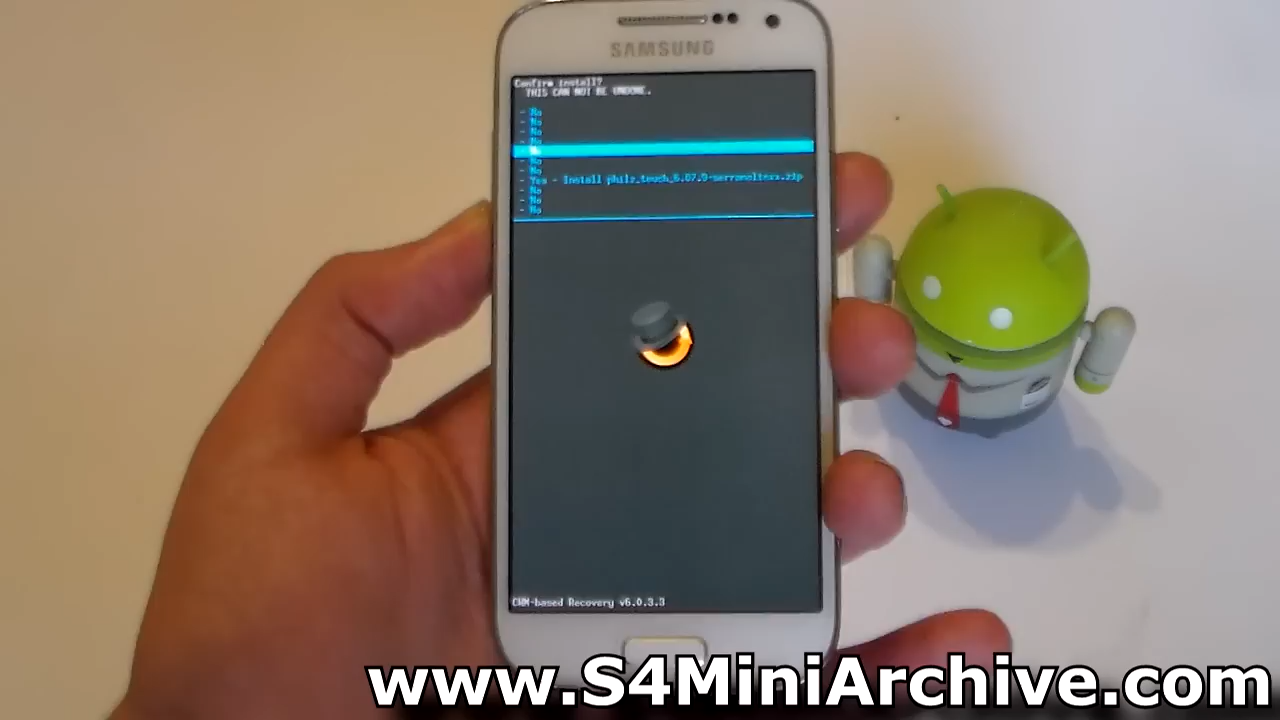 SAMSUNG
Confirm install?
THIS CAN NOT BE UNDONE.
- No
- No
- No
- No
- No
- No
- No
- Yes - Install philz_touch_5.07.9-serranoltexx.zip
- No
- No
- No
CWM-based Recovery v6.0.3.3
www.S4MiniArchive.com